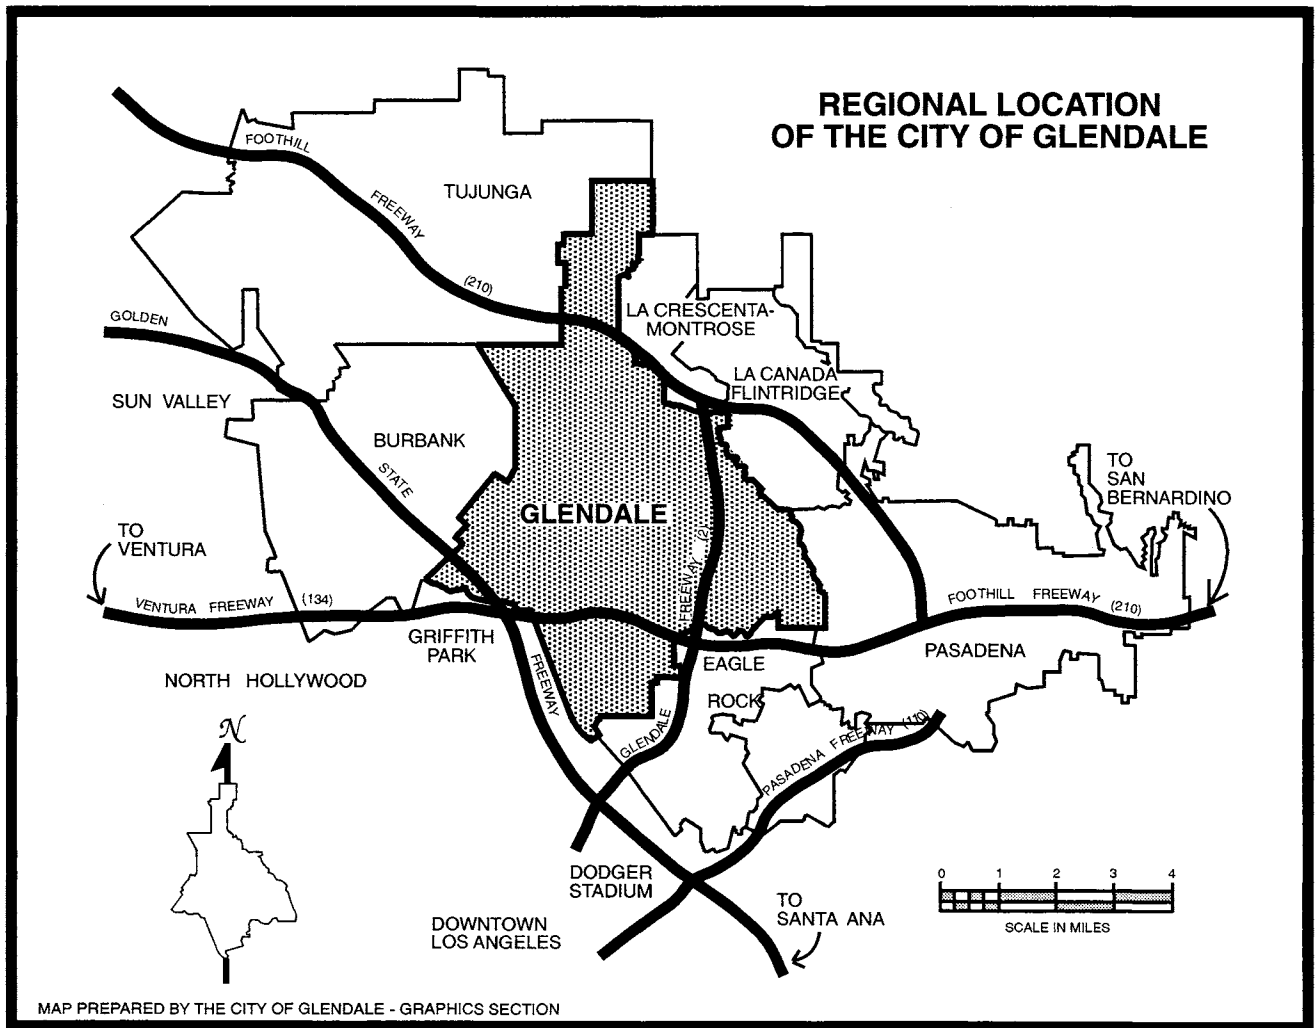 REGIONAL LOCATION
OF THE CITY OF GLENDALE
FOOTHILL
FREEWAY
(210)
TUJUNGA
GOLDEN
STATE
FREEWAY
LA CRESCENTA-
MONTROSE
LA CANADA
FLINTRIDGE
SUN VALLEY
BURBANK
GLENDALE
TO
SAN
BERNARDINO
TO
VENTURA
VENTURA FREEWAY (134)
FREEWAY (2)
GLENDALE
FOOTHILL FREEWAY (210)
GRIFFITH
PARK
EAGLE
ROCK
PASADENA
NORTH HOLLYWOOD
PASADENA FREEWAY (110)
N
DODGER
STADIUM
DOWNTOWN
LOS ANGELES
TO
SANTA ANA
0 1 2 3 4
SCALE IN MILES
MAP PREPARED BY THE CITY OF GLENDALE - GRAPHICS SECTION